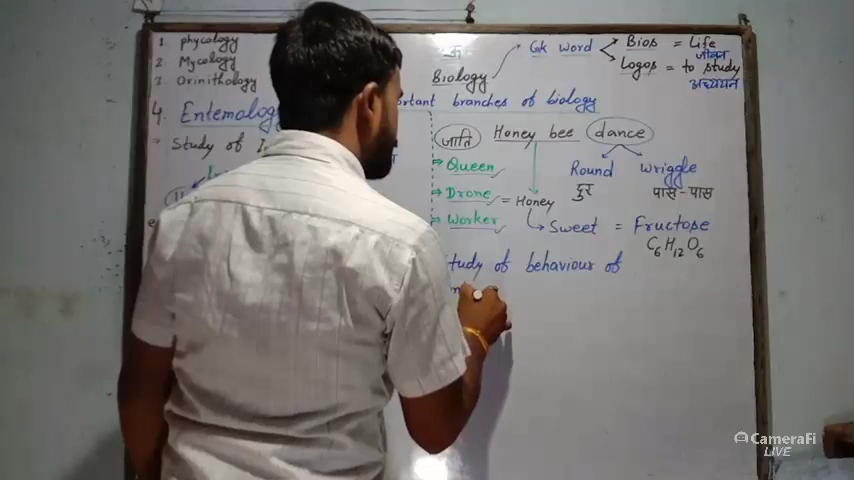 1. phycology
2. Mycology
3. Orinithology
4. Entemology
Study of
ॐ
Biology
Gk word
Bios = Life
जीवन
Logos = to study
अध्ययन
branches of biology
जाति
Honey bee dance
⇒ Queen
⇒ Drone
⇒ Worker
= Honey
Round wriggle
दुर पास-पास
Sweet = Fructose
C6H12O6
of behaviour of
CameraFi
LIVE